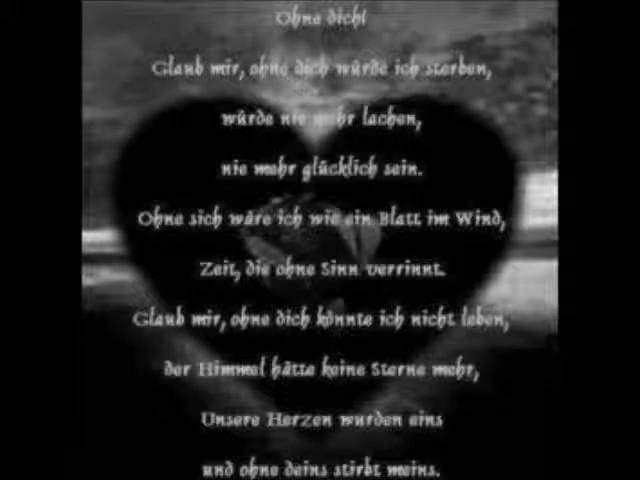 Ohne dich!
Glaub mir, ohne dich würde ich sterben,
würde nie mehr lachen,
nie mehr glücklich sein.
Ohne sich wäre ich wie ein Blatt im Wind,
Zeit, die ohne Sinn verrinnt.
Glaub mir, ohne dich könnte ich nicht leben,
der Himmel hätte keine Sterne mehr,
Unsere Herzen wurden eins
und ohne deins stirbt meins.